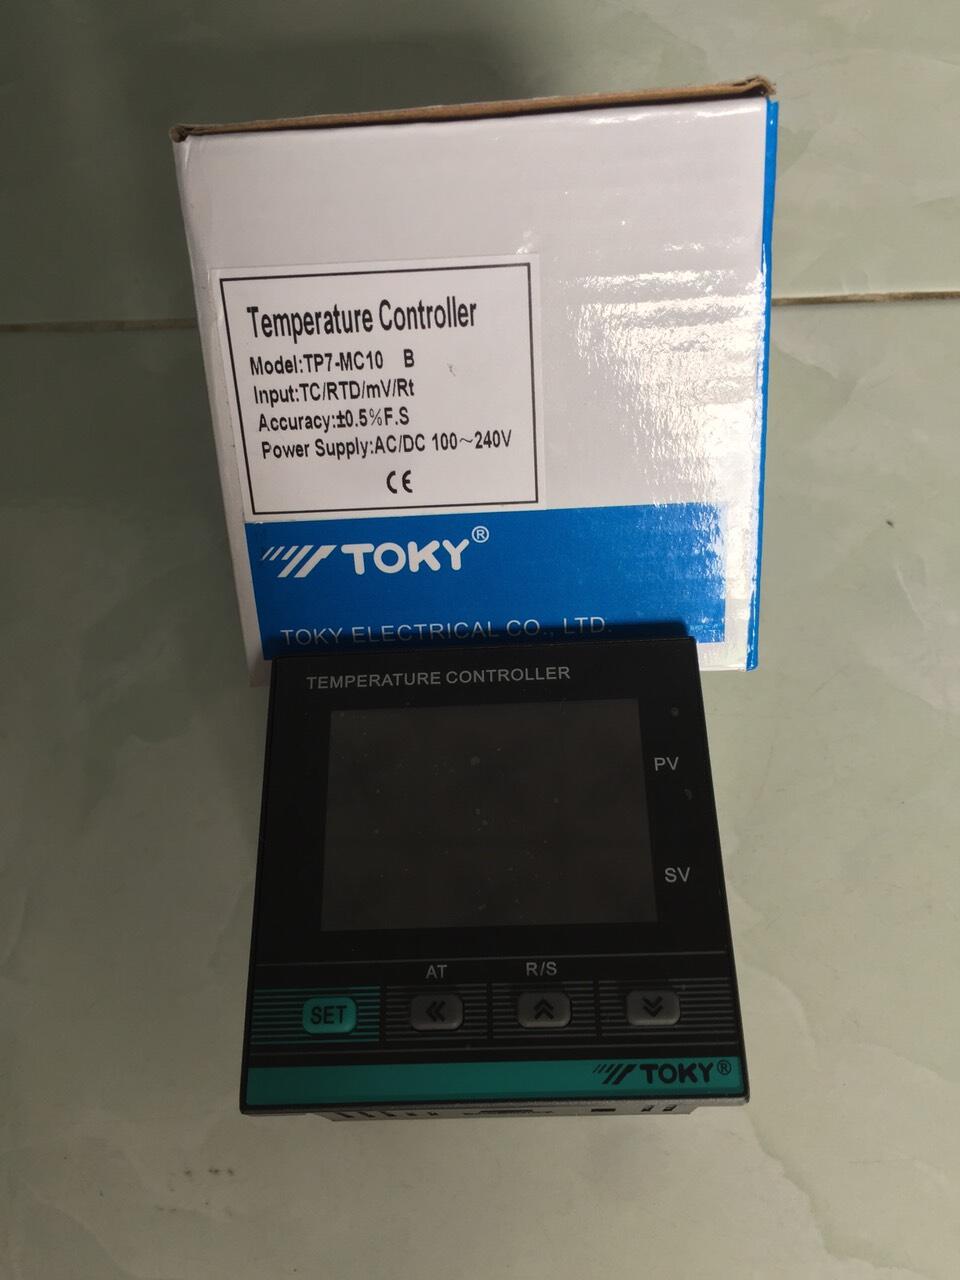 Temperature Controller
Model:TP7-MC10 B
Input:TC/RTD/mV/Rt
Accuracy:±0.5%F.S
Power Supply:AC/DC 100~240V
CE
TOKY®
TOKY ELECTRICAL CO., LTD.
TEMPERATURE CONTROLLER
PV
SV
AT R/S
SET
TOKY®